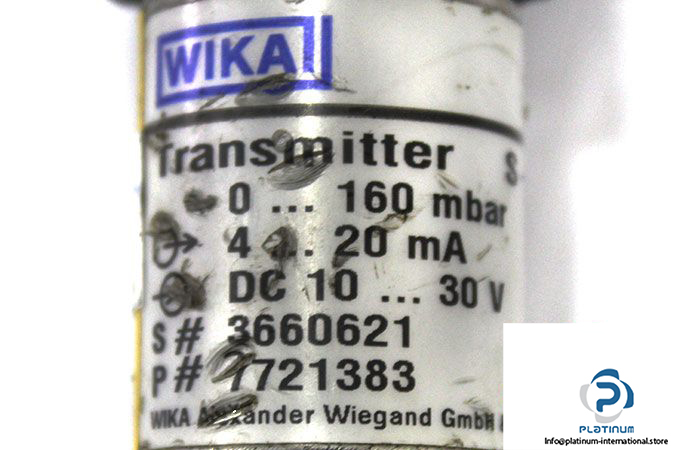 WIKA
Transmitter S
0 ... 160 mbar
4 ... 20 mA
DC 10 ... 30 V
S# 3660621
P# 7721383
WIKA Alexander Wiegand GmbH
PLATINUM
Info@platinum-international.store